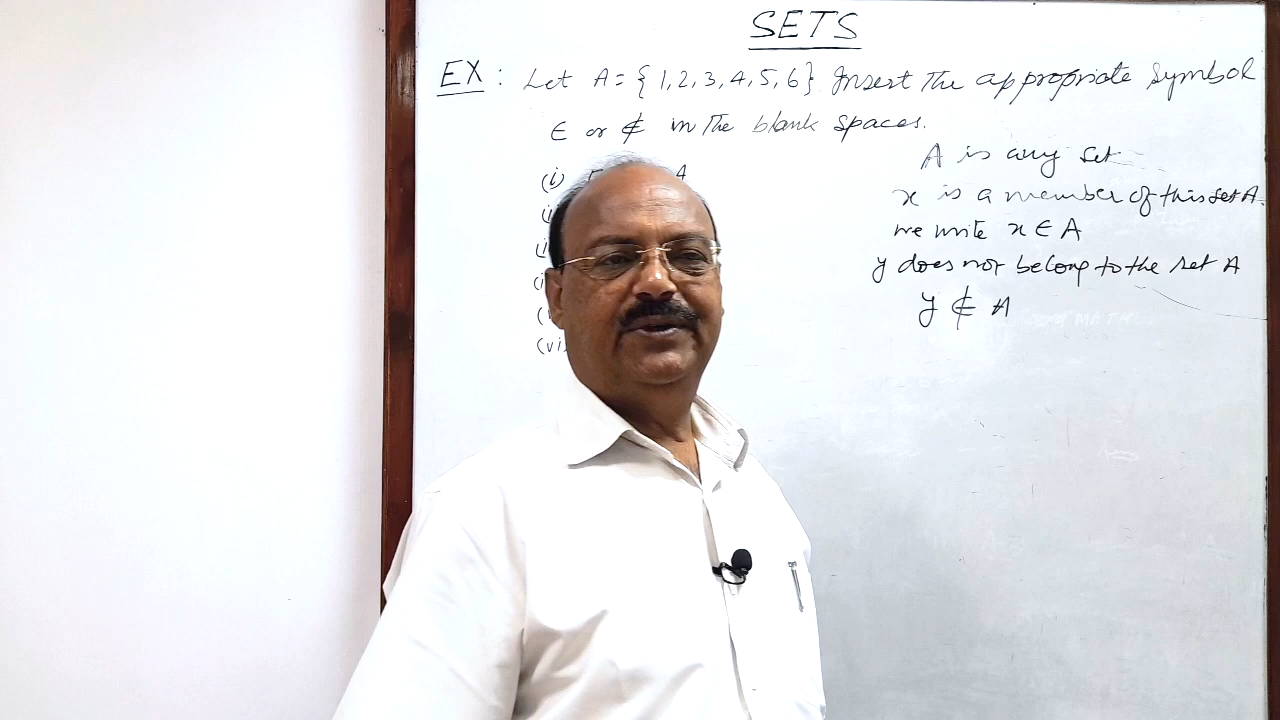 SETS
EX : Let A = { 1, 2, 3, 4, 5, 6 } Insert the appropriate symbol
∈ or ∉ in the blank spaces.
(i) A
(vi)
A is any set
x is a member of this set A.
we write x ∈ A
y does not belong to the set A
y ∉ A